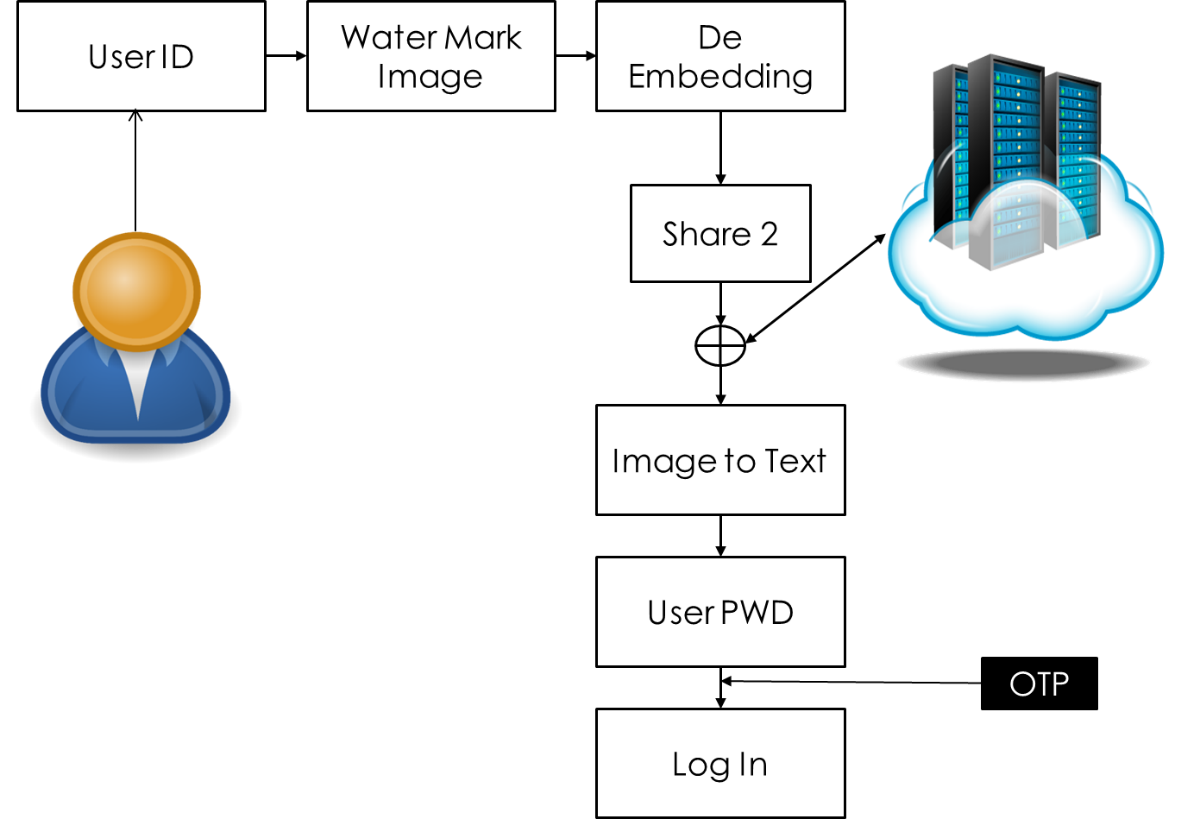 User ID
Water Mark
Image
De
Embedding
Share 2
Image to Text
User PWD
OTP
Log In